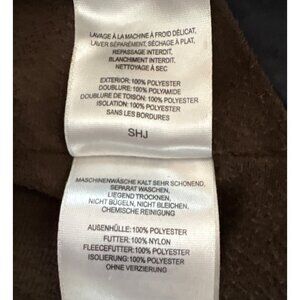 LAVAGE À LA MACHINE À FROID DÉLICAT,
LAVER SÉPARÉMENT, SÉCHAGE À PLAT,
REPASSAGE INTERDIT,
BLANCHIMENT INTERDIT.
NETTOYAGE À SEC
EXTERIOR: 100% POLYESTER
DOUBLURE: 100% POLYAMIDE
DOUBLURE DE TOISON: 100% POLYESTER
ISOLATION: 100% POLYESTER
SANS LES BORDURES
SHJ
MASCHINENWÄSCHE KALT SEHR SCHONEND,
SEPARAT WASCHEN,
LIEGEND TROCKNEN,
NICHT BÜGELN, NICHT BLEICHEN,
CHEMISCHE REINIGUNG
AUßENHÜLLE: 100% POLYESTER
FUTTER: 100% NYLON
FLEECEFUTTER: 100% POLYESTER
ISOLIERUNG: 100% POLYESTER
OHNE VERZIERUNG